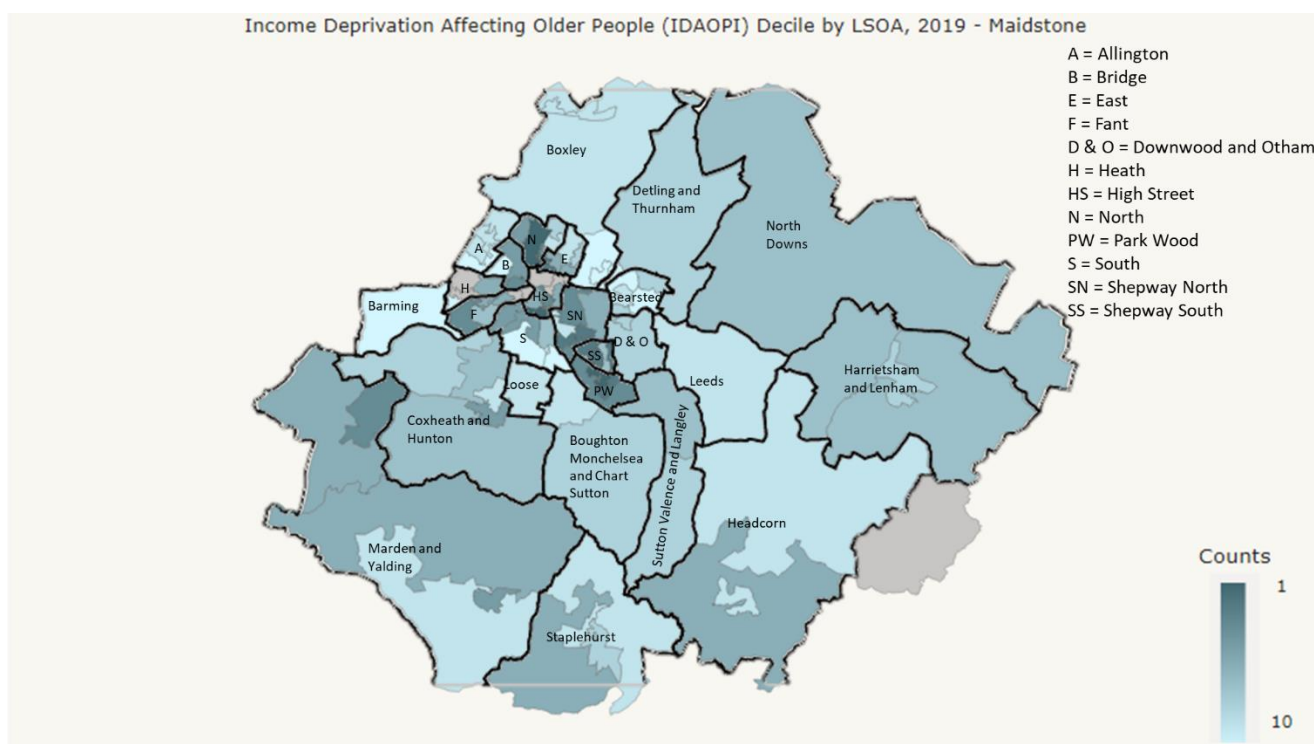 Income Deprivation Affecting Older People (IDAOPI) Decile by LSOA, 2019 - Maidstone
A = Allington
B = Bridge
E = East
F = Fant
D & O = Downwood and Otham
H = Heath
HS = High Street
N = North
PW = Park Wood
S = South
SN = Shepway North
SS = Shepway South
Boxley
Detling and
Thurnham
North
Downs
A
N
B
E
H
Bearsted
Barming
HS
F
SN
S
D & O
SS
Leeds
Harrietsham
and Lenham
Loose
PW
Coxheath and
Hunton
Boughton
Monchelsea
and Chart
Sutton
Sutton Valence and Langley
Headcorn
Marden and
Yalding
Staplehurst
Counts
1
10